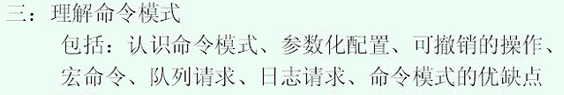 三：理解命令模式
包括：认识命令模式、参数化配置、可撤销的操作、
宏命令、队列请求、日志请求、命令模式的优缺点